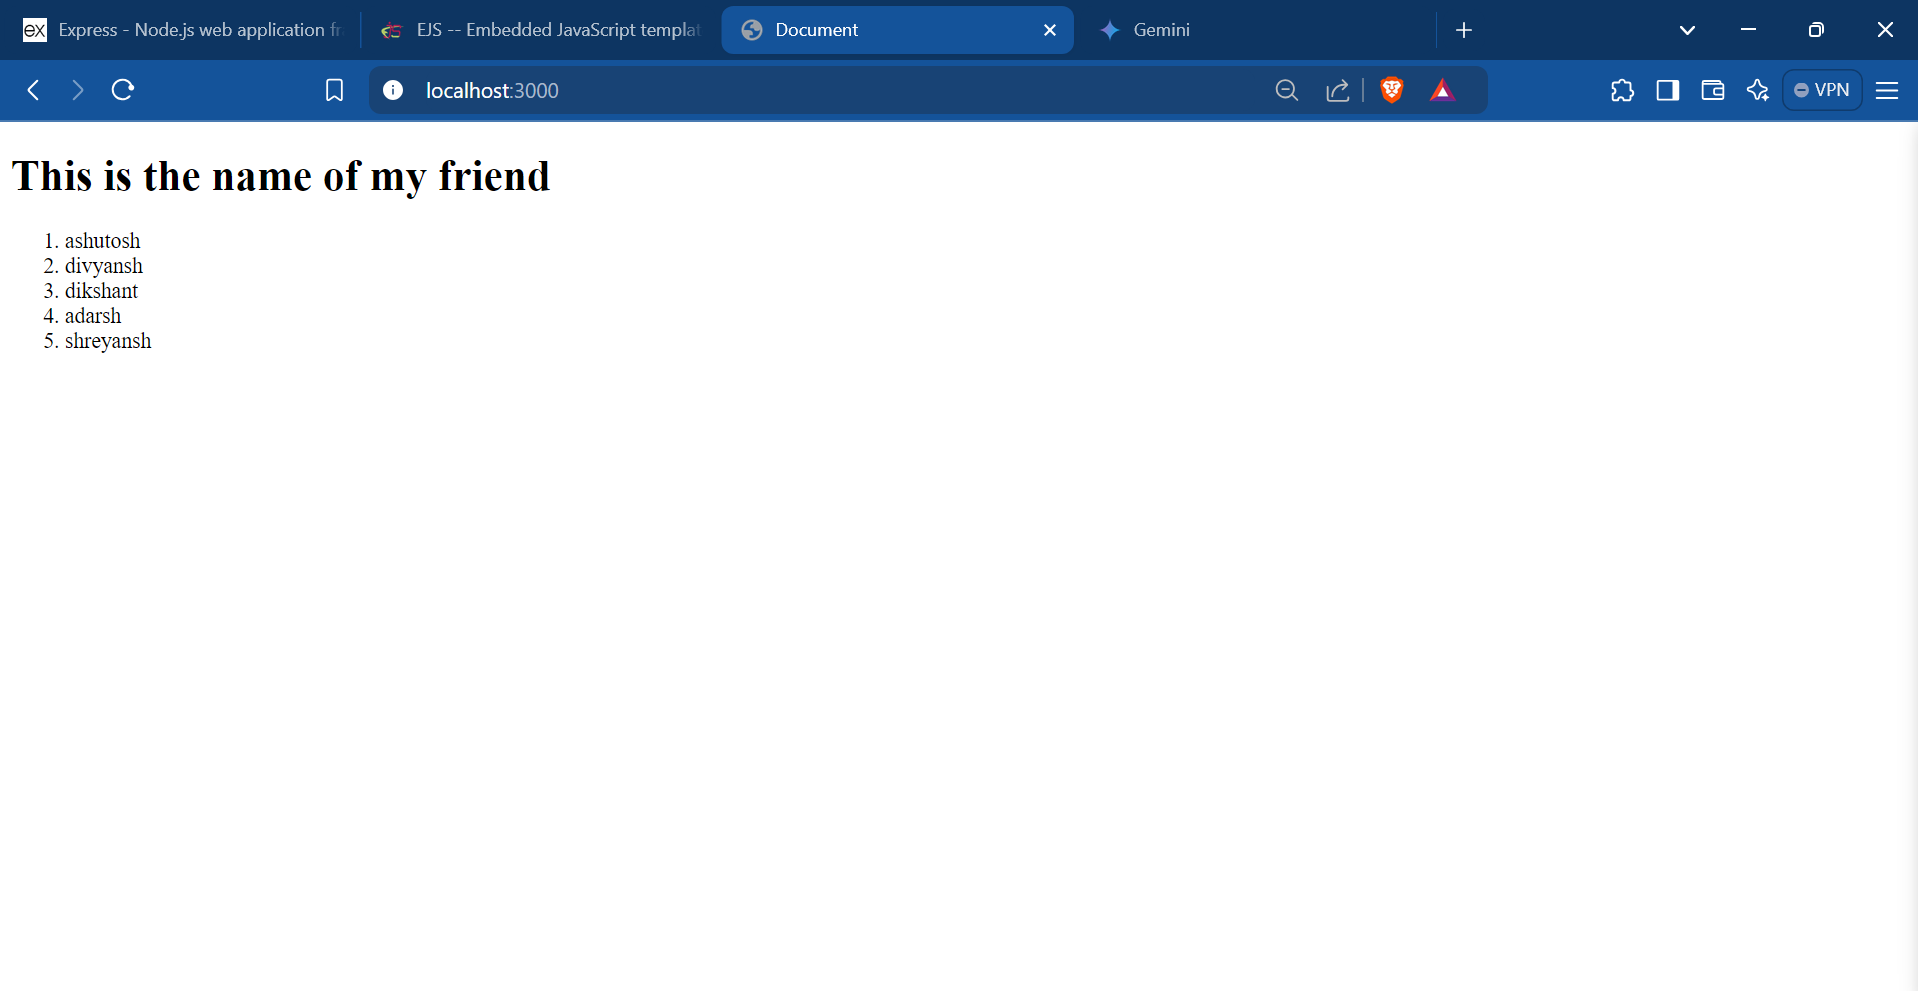 ex Express - Node.js web application fr
EJS -- Embedded JavaScript templat
Document
Gemini
localhost:3000
VPN
This is the name of my friend
1. ashutosh
2. divyansh
3. dikshant
4. adarsh
5. shreyansh